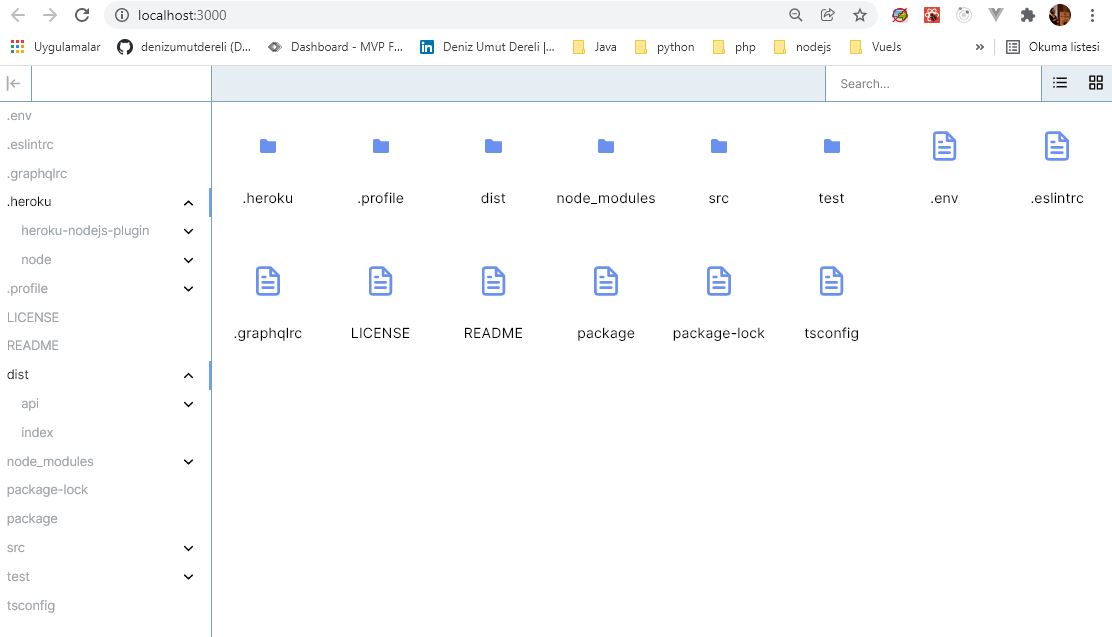 localhost:3000
Uygulamalar denizumutdereli (D... Dashboard - MVP F... Deniz Umut Dereli |... Java python php nodejs VueJs » Okuma listesi
Search...
.env
.eslintrc
.graphqlrc
.heroku
heroku-nodejs-plugin
node
.profile
LICENSE
README
dist
api
index
node_modules
package-lock
package
src
test
tsconfig
.heroku .profile dist node_modules src test .env .eslintrc
.graphqlrc LICENSE README package package-lock tsconfig